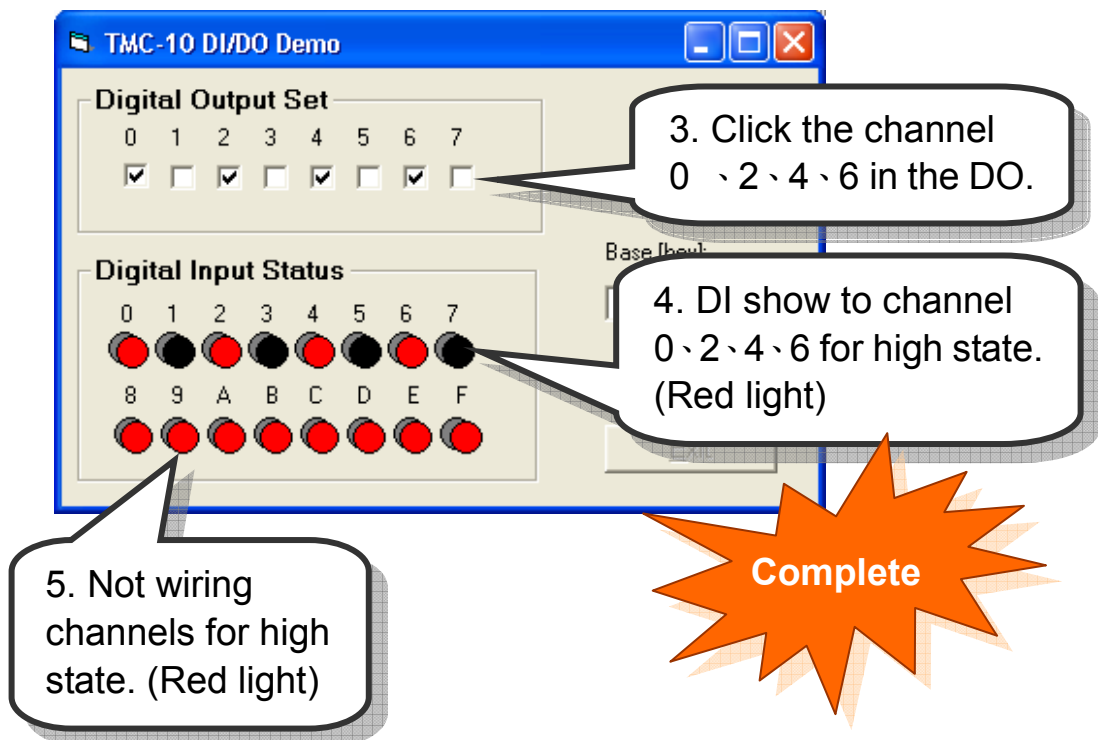 TMC-10 DI/DO Demo
Digital Output Set
0 1 2 3 4 5 6 7
3. Click the channel
0 、2、4、6 in the DO.
Digital Input Status
0 1 2 3 4 5 6 7
8 9 A B C D E F
Base
4. DI show to channel
0、2、4、6 for high state.
(Red light)
5. Not wiring
channels for high
state. (Red light)
Complete